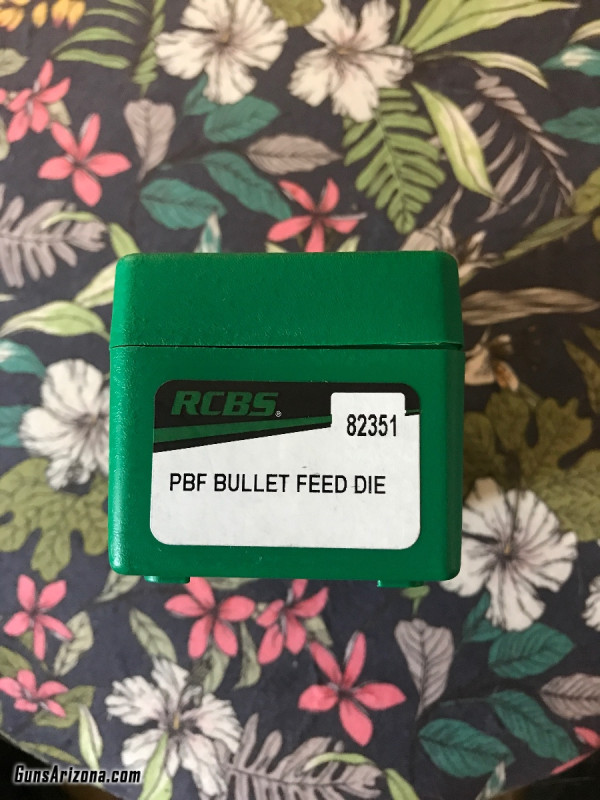 RCBS®
82351
PBF BULLET FEED DIE
GunsArizona.com